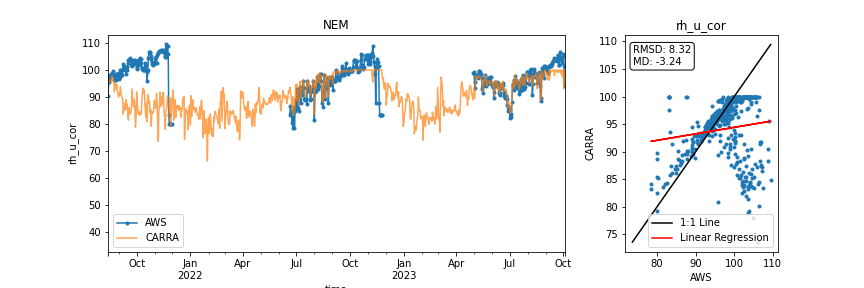 NEM
rh_u_cor
110
100
90
80
70
60
50
40
AWS
CARRA
Oct
Jan
2022
Apr
Jul
Oct
Jan
2023
Apr
Jul
Oct
time
rh_u_cor
RMSD: 8.32
MD: -3.24
CARRA
110
105
100
95
90
85
80
75
1:1 Line
Linear Regression
80
90
100
110
AWS